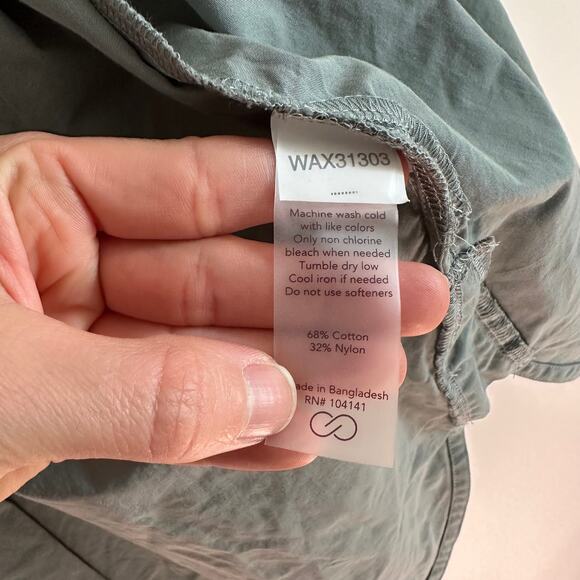 WAX31303
Machine wash cold
with like colors
Only non chlorine
bleach when needed
Tumble dry low
Cool iron if needed
Do not use softeners
68% Cotton
32% Nylon
ade in Bangladesh
RN# 104141